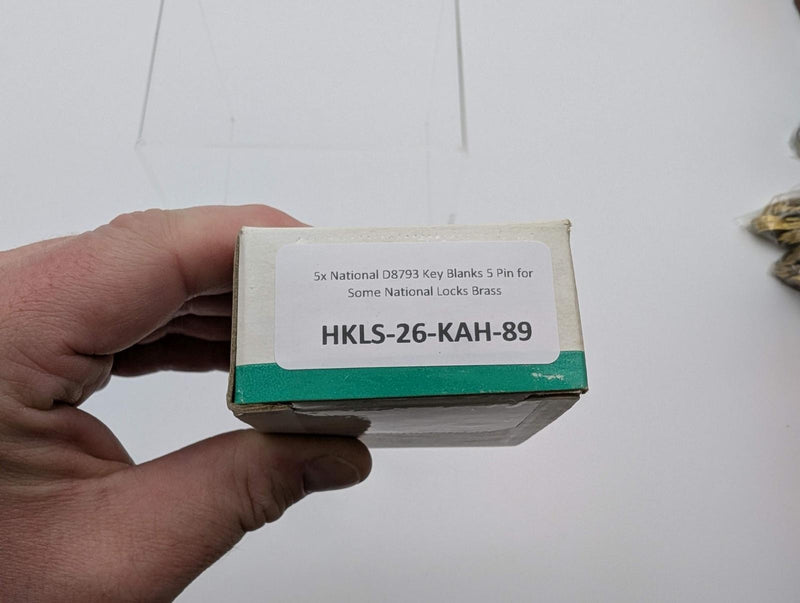 5x National D8793 Key Blanks 5 Pin for
Some National Locks Brass
HKLS-26-KAH-89